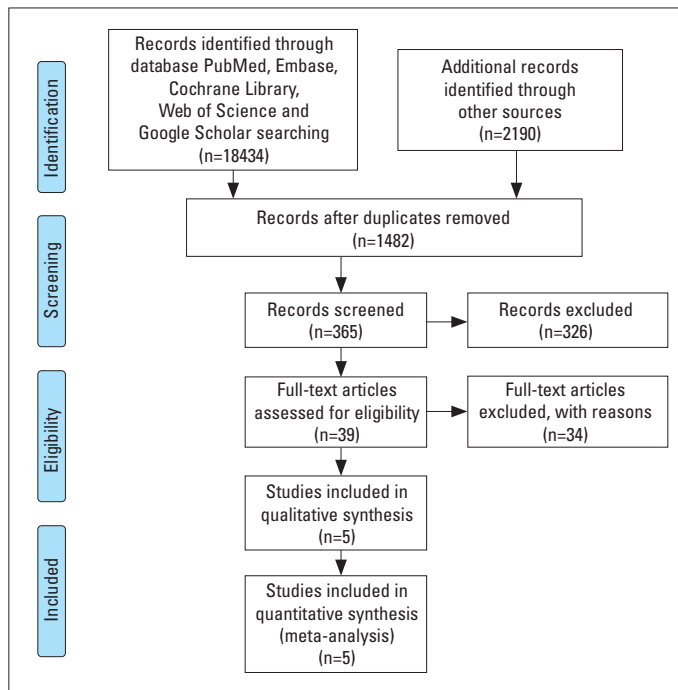 Identification
Records identified through
database PubMed, Embase,
Cochrane Library,
Web of Science and
Google Scholar searching
(n=18434)
Additional records
identified through
other sources
(n=2190)
Records after duplicates removed
(n=1482)
Screening
Records screened
(n=365)
Records excluded
(n=326)
Eligibility
Full-text articles
assessed for eligibility
(n=39)
Full-text articles
excluded, with reasons
(n=34)
Studies included in
qualitative synthesis
(n=5)
Included
Studies included in
quantitative synthesis
(meta-analysis)
(n=5)